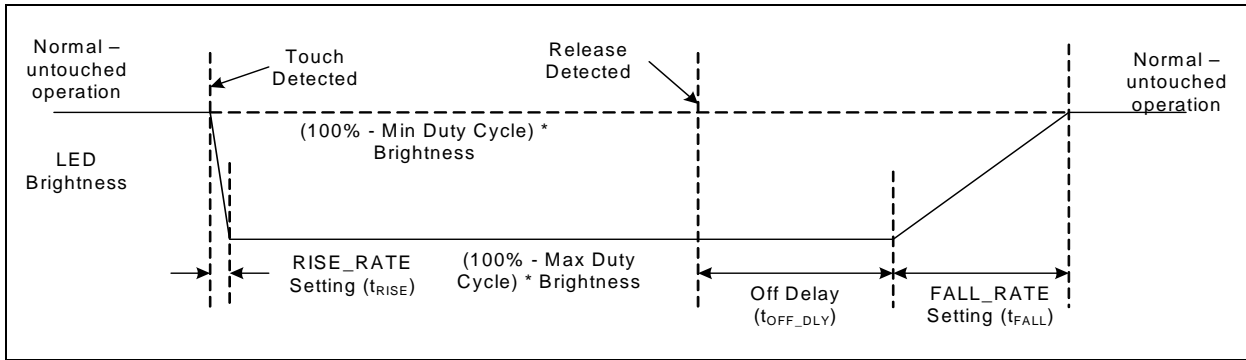 Normal –
untouched
operation
Touch
Detected
Release
Detected
Normal –
untouched
operation
(100% - Min Duty Cycle) *
Brightness
LED
Brightness
RISE_RATE
Setting (tRISE)
(100% - Max Duty
Cycle) * Brightness
Off Delay
(tOFF_DLY)
FALL_RATE
Setting (tFALL)